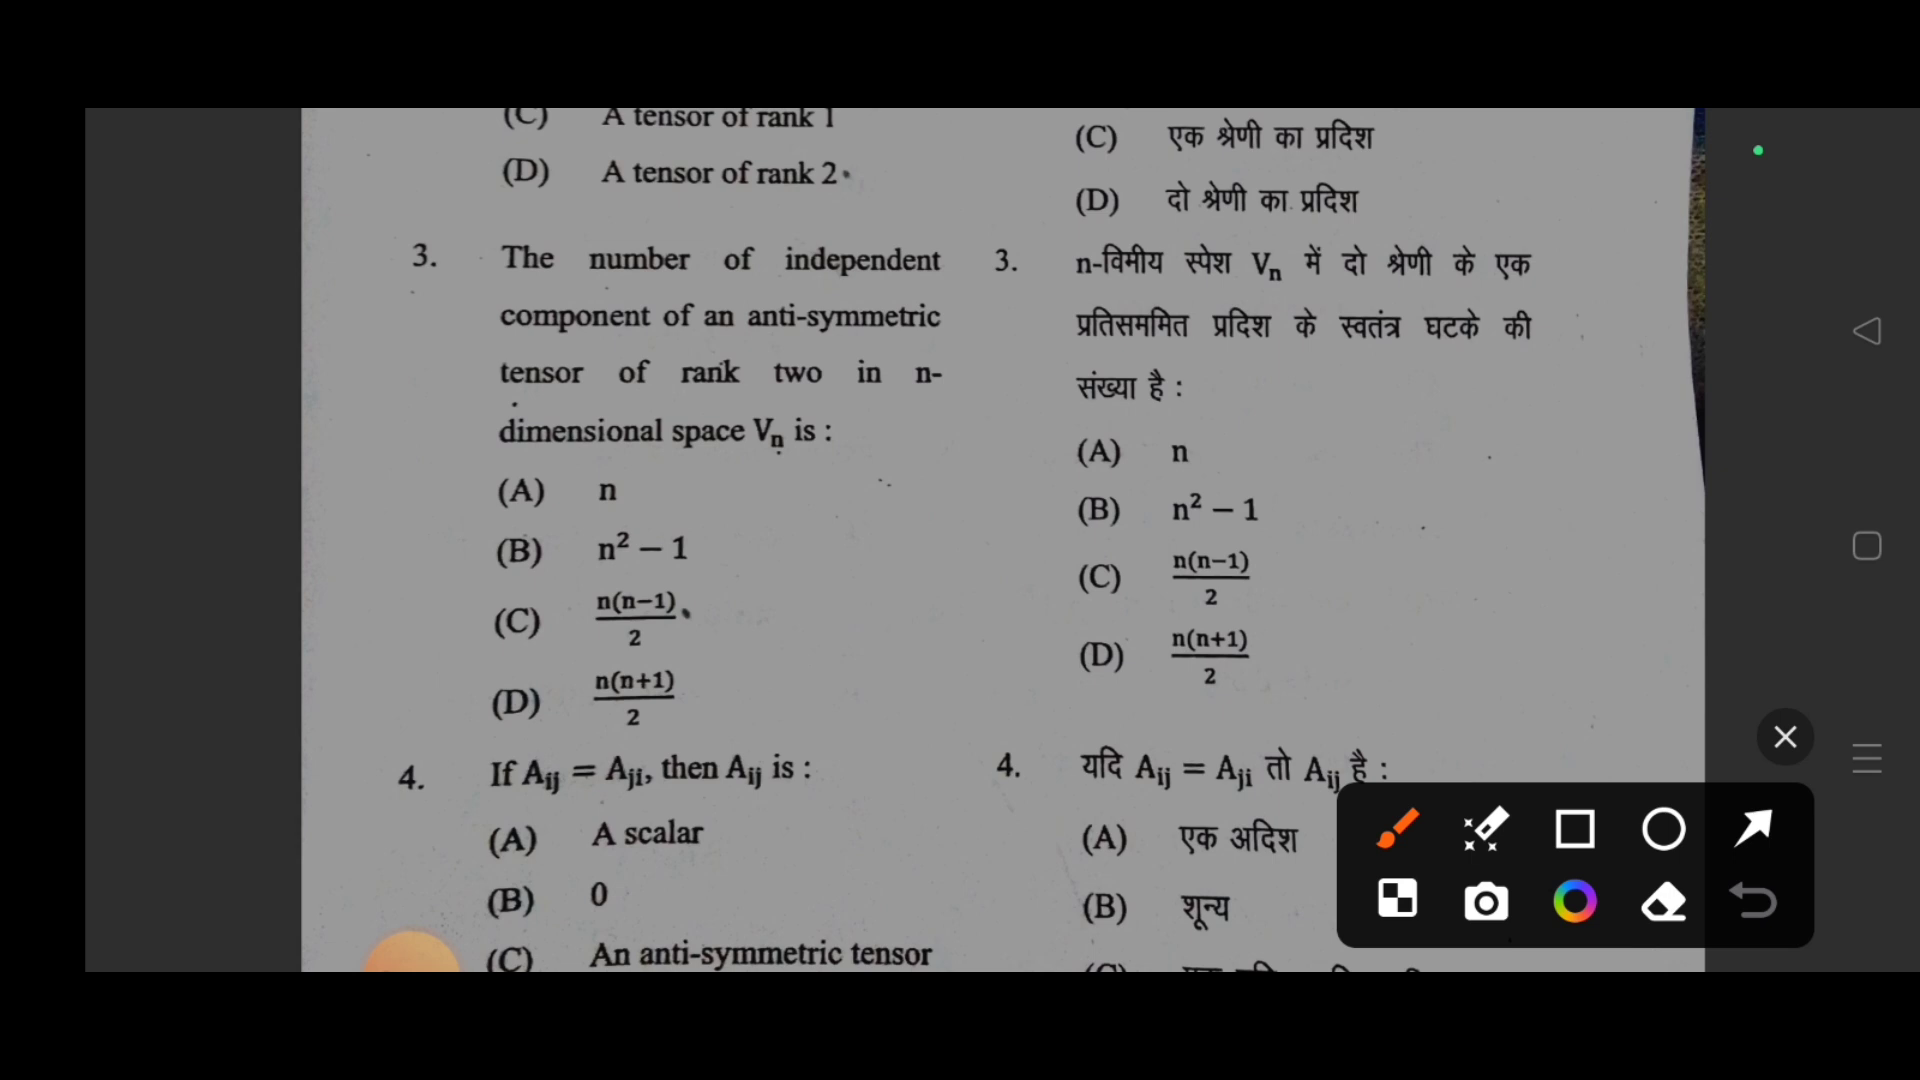 (C) A tensor of rank 1
(D) A tensor of rank 2
3. The number of independent
component of an anti-symmetric
tensor of rank two in n-
dimensional space Vₙ is :
(A) n
(B) n² – 1
(C) n(n−1)/2
(D) n(n+1)/2
4. If Aᵢⱼ = Aⱼᵢ, then Aᵢⱼ is :
(A) A scalar
(B) 0
(C) An anti-symmetric tensor
(C) एक श्रेणी का प्रदिश
(D) दो श्रेणी का प्रदिश
3. n-विमीय स्पेश Vₙ में दो श्रेणी के एक
प्रतिसममित प्रदिश के स्वतंत्र घटके की
संख्या है :
(A) n
(B) n² – 1
(C) n(n−1)/2
(D) n(n+1)/2
4. यदि Aᵢⱼ = Aⱼᵢ तो Aᵢⱼ है :
(A) एक अदिश
(B) शून्य